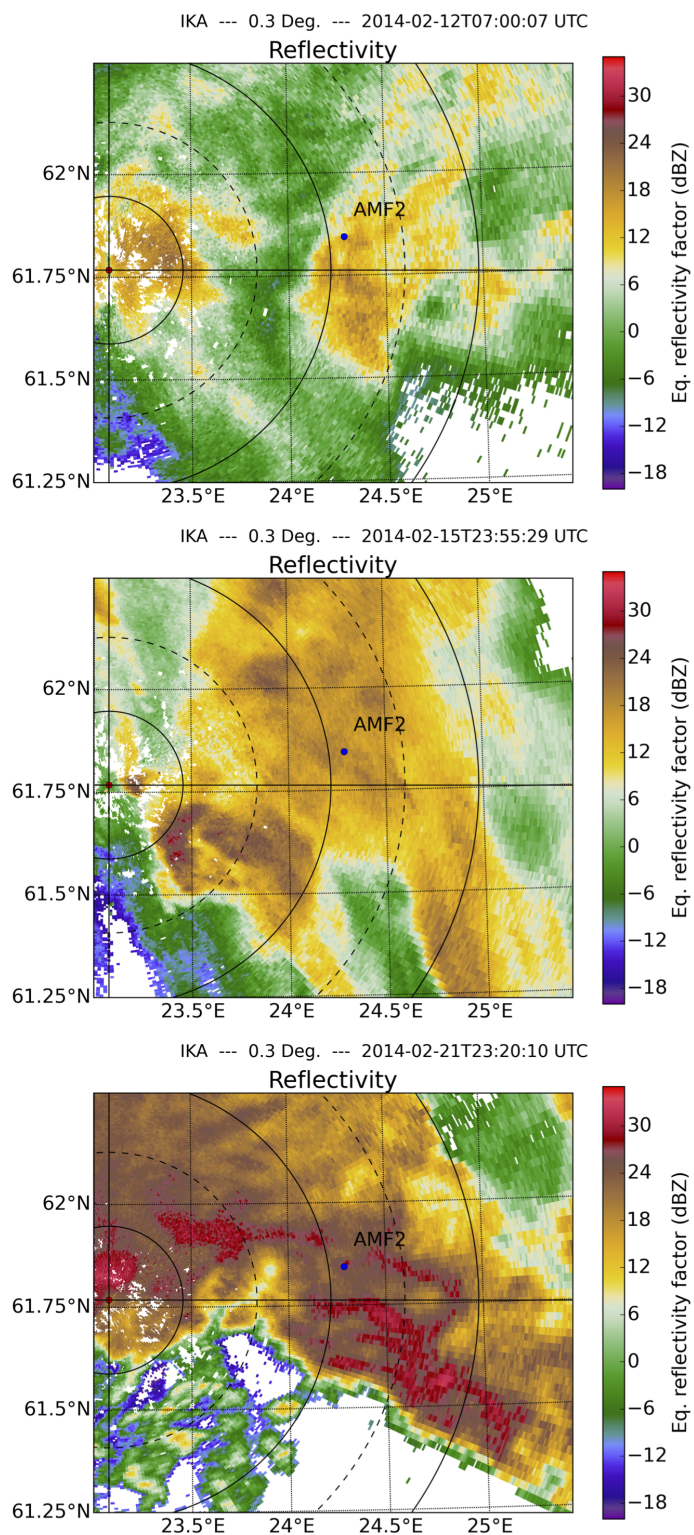 IKA --- 0.3 Deg. --- 2014-02-12T07:00:07 UTC
Reflectivity
62°N
61.75°N
61.5°N
61.25°N
23.5°E 24°E 24.5°E 25°E
AMF2
30
24
18
12
6
0
−6
−12
−18
Eq. reflectivity factor (dBZ)
IKA --- 0.3 Deg. --- 2014-02-15T23:55:29 UTC
Reflectivity
62°N
61.75°N
61.5°N
61.25°N
23.5°E 24°E 24.5°E 25°E
AMF2
30
24
18
12
6
0
−6
−12
−18
Eq. reflectivity factor (dBZ)
IKA --- 0.3 Deg. --- 2014-02-21T23:20:10 UTC
Reflectivity
62°N
61.75°N
61.5°N
61.25°N
23.5°E 24°E 24.5°E 25°E
AMF2
30
24
18
12
6
0
−6
−12
−18
Eq. reflectivity factor (dBZ)